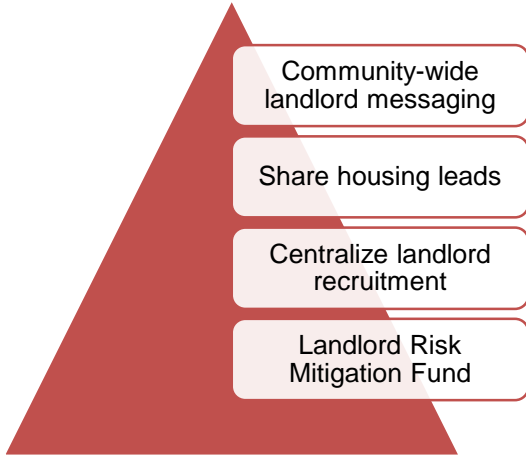 Community-wide
landlord messaging
Share housing leads
Centralize landlord
recruitment
Landlord Risk
Mitigation Fund